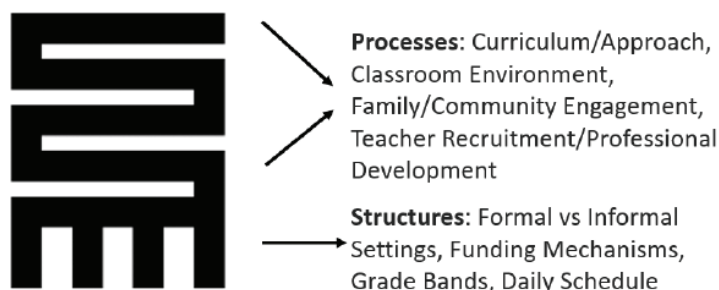 Processes: Curriculum/Approach,
Classroom Environment,
Family/Community Engagement,
Teacher Recruitment/Professional
Development
Structures: Formal vs Informal
Settings, Funding Mechanisms,
Grade Bands, Daily Schedule